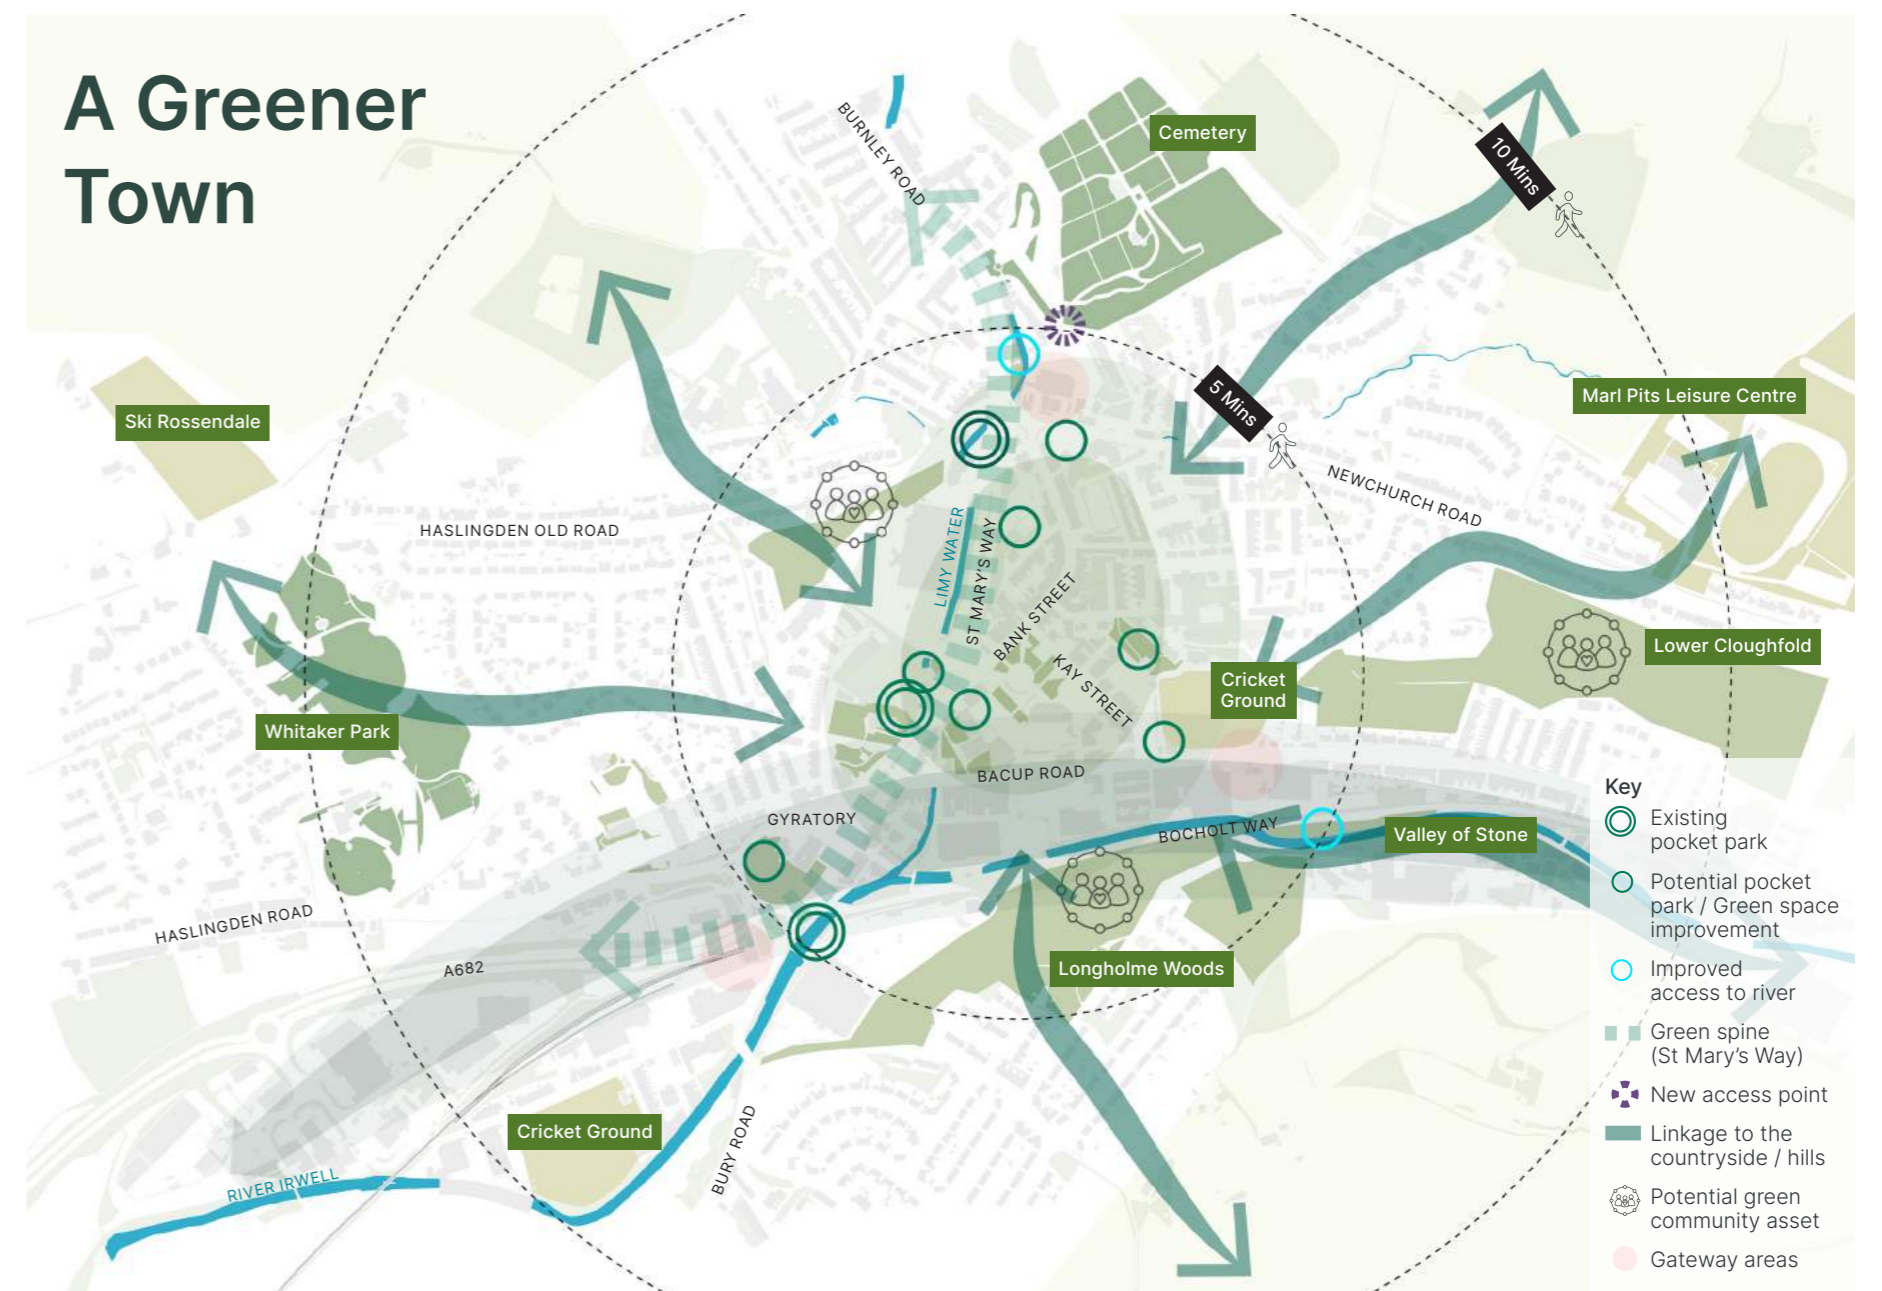 A Greener
Town
BURNLEY ROAD
Cemetery
10 Mins
5 Mins
Marl Pits Leisure Centre
Ski Rossendale
NEWCHURCH ROAD
HASLINGDEN OLD ROAD
LIMY WATER
ST MARY'S WAY
BANK STREET
KAY STREET
Lower Cloughfold
Cricket
Ground
Whitaker Park
BACUP ROAD
GYRATORY
BOCHOLT WAY
Valley of Stone
HASLINGDEN ROAD
A682
Longholme Woods
Cricket Ground
BURY ROAD
RIVER IRWELL
Key
Existing
pocket park
Potential pocket
park / Green space
improvement
Improved
access to river
Green spine
(St Mary's Way)
New access point
Linkage to the
countryside / hills
Potential green
community asset
Gateway areas